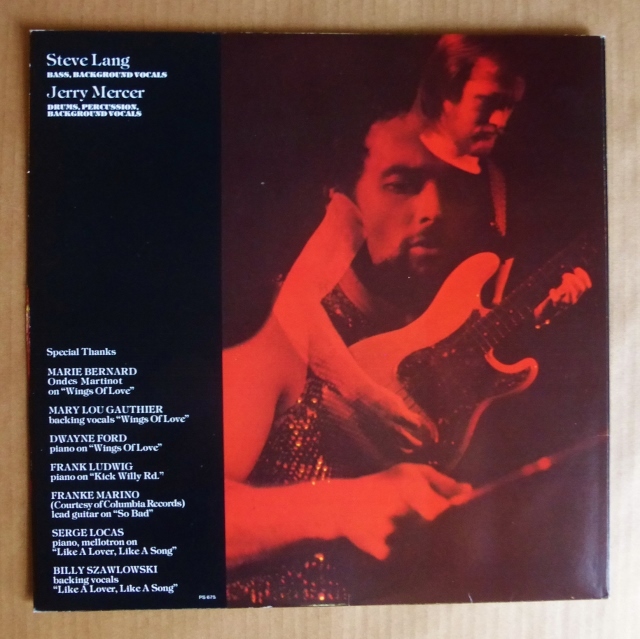 Steve Lang
BASS, BACKGROUND VOCALS
Jerry Mercer
DRUMS, PERCUSSION,
BACKGROUND VOCALS
Special Thanks
MARIE BERNARD
Ondes Martinot
on “Wings Of Love”
MARY LOU GAUTHIER
backing vocals “Wings Of Love”
DWAYNE FORD
piano on “Wings Of Love”
FRANK LUDWIG
piano on “Kick Willy Rd.”
FRANKE MARINO
(Courtesy of Columbia Records)
lead guitar on “So Bad”
SERGE LOCAS
piano, mellotron on
“Like A Lover, Like A Song”
BILLY SZAWLOWSKI
backing vocals
“Like A Lover, Like A Song”
PS 675